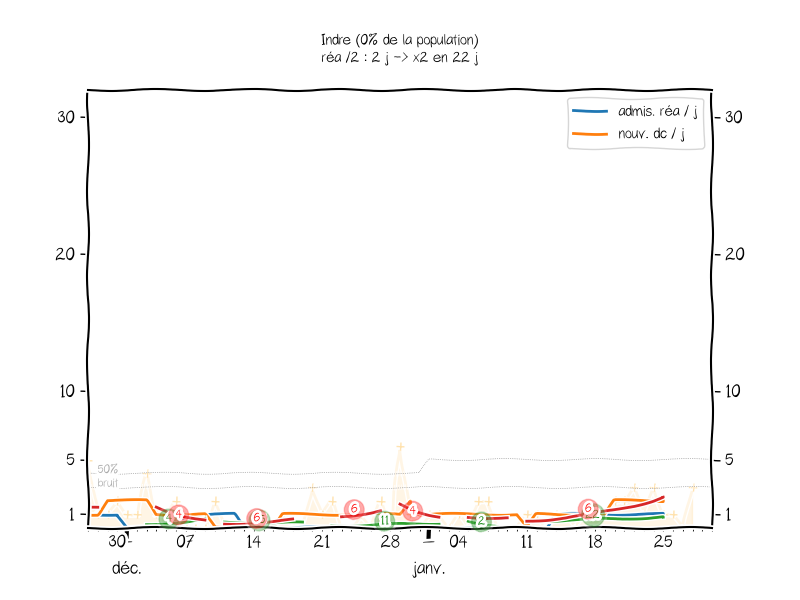 Indre (0% de la population)
réa /2 : 2 j -> x2 en 22 j
admis. réa / j
nouv. dc / j
30 30
20 20
10 10
5 5
50%
bruit
1 1
4 6 6 11 4 2 6
30 07 14 21 28 04 11 18 25
déc. janv.